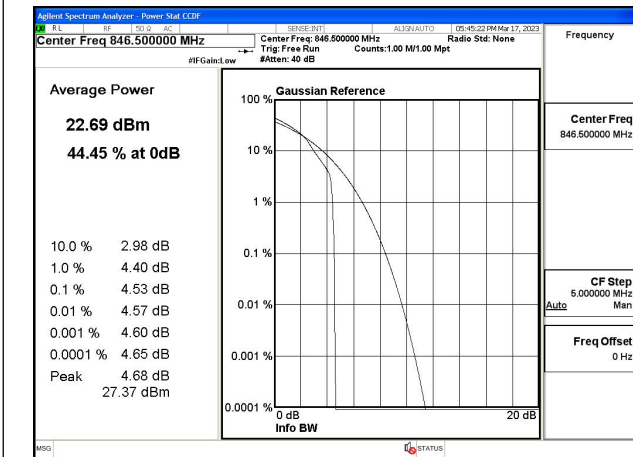 Agilent Spectrum Analyzer - Power Stat CCDF
LXI RL RF 50 Ω AC SENSE:INT ALIGNAUTO 05:45:22 PM Mar 17, 2023
Center Freq 846.500000 MHz
Center Freq: 846.500000 MHz Radio Std: None
Trig: Free Run Counts:1.00 M/1.00 Mpt
#IFGain:Low #Atten: 40 dB
Frequency
Average Power
22.69 dBm
44.45 % at 0dB
10.0 % 2.98 dB
1.0 % 4.40 dB
0.1 % 4.53 dB
0.01 % 4.57 dB
0.001 % 4.60 dB
0.0001 % 4.65 dB
Peak 4.68 dB
27.37 dBm
Gaussian Reference
100 %
10 %
1 %
0.1 %
0.01 %
0.001 %
0.0001 %
0 dB 20 dB
Info BW
Center Freq
846.500000 MHz
CF Step
5.000000 MHz
Auto Man
Freq Offset
0 Hz
MSG STATUS